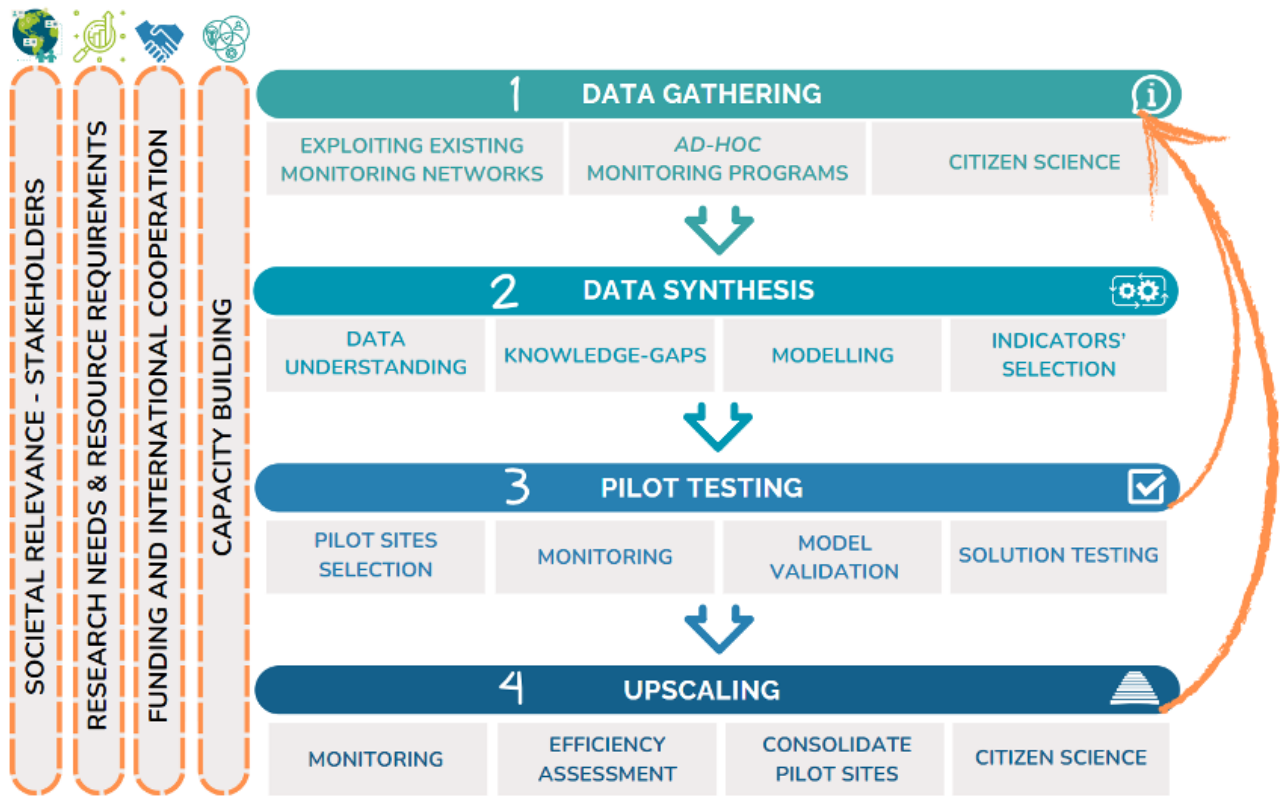 SOCIETAL RELEVANCE - STAKEHOLDERS
RESEARCH NEEDS & RESOURCE REQUIREMENTS
FUNDING AND INTERNATIONAL COOPERATION
CAPACITY BUILDING
1 DATA GATHERING
EXPLOITING EXISTING
MONITORING NETWORKS
AD-HOC
MONITORING PROGRAMS
CITIZEN SCIENCE
2 DATA SYNTHESIS
DATA
UNDERSTANDING
KNOWLEDGE-GAPS
MODELLING
INDICATORS’
SELECTION
3 PILOT TESTING
PILOT SITES
SELECTION
MONITORING
MODEL
VALIDATION
SOLUTION TESTING
4 UPSCALING
MONITORING
EFFICIENCY
ASSESSMENT
CONSOLIDATE
PILOT SITES
CITIZEN SCIENCE